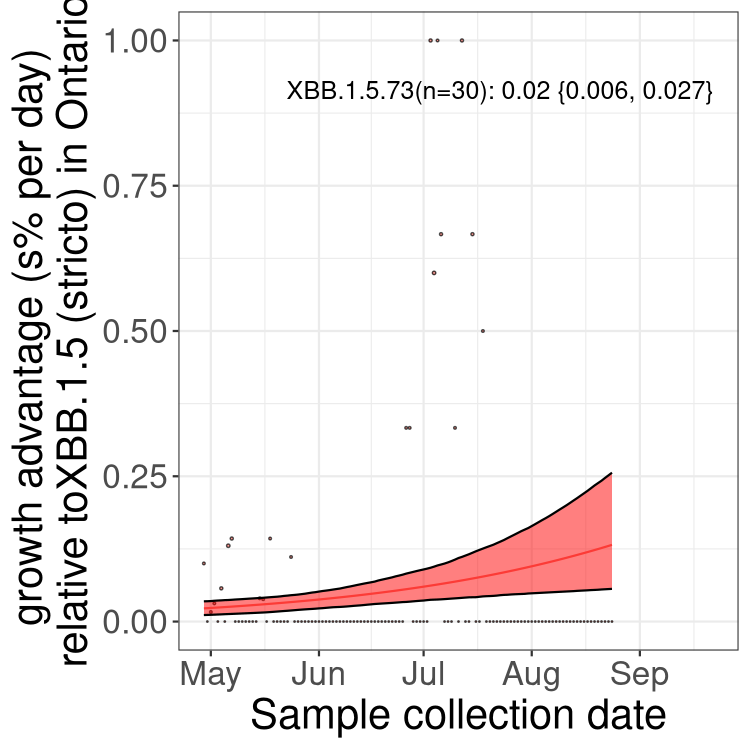 growth advantage (s% per day)
relative toXBB.1.5 (stricto) in Ontario
1.00
0.75
0.50
0.25
0.00
XBB.1.5.73(n=30): 0.02 {0.006, 0.027}
May Jun Jul Aug Sep
Sample collection date